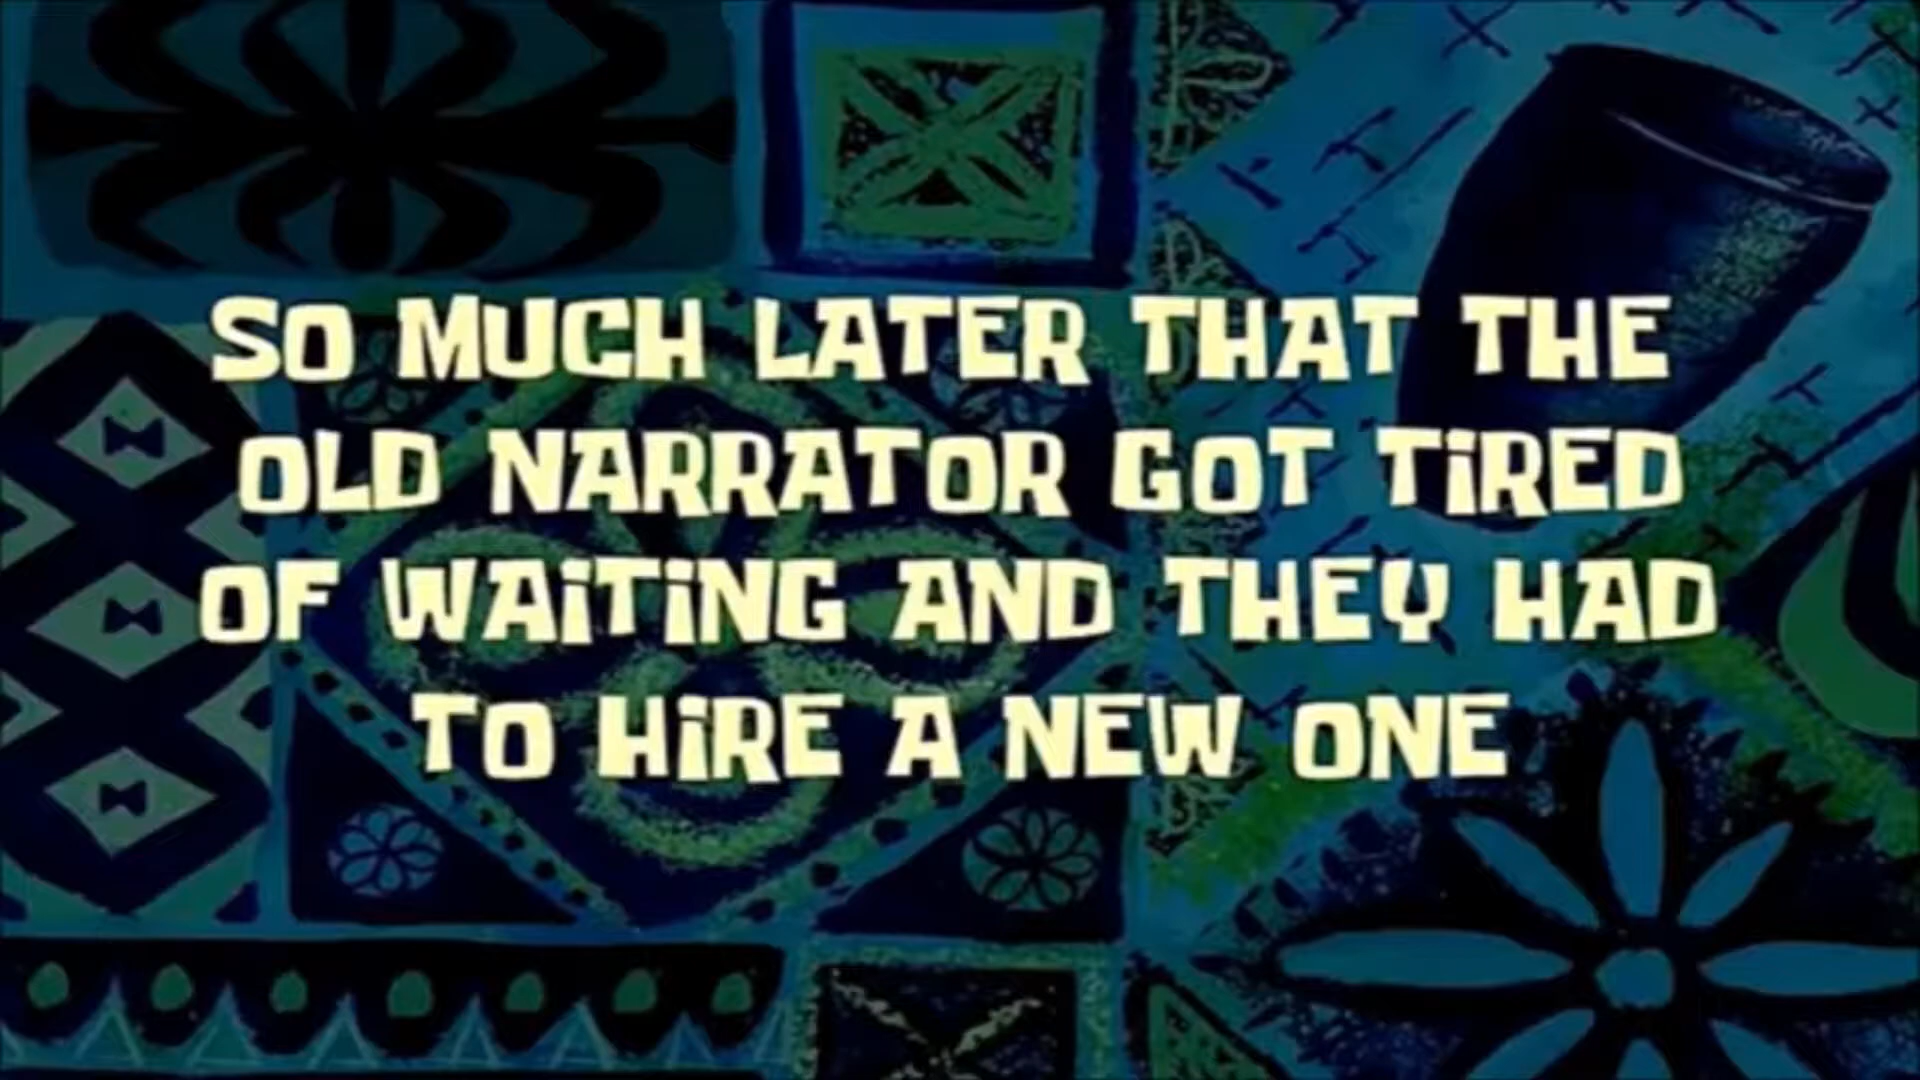 SO MUCH LATER THAT THE
OLD NARRATOR GOT TiRED
OF WAiTiNG AND THEY HAD
TO HiRE A NEW ONE